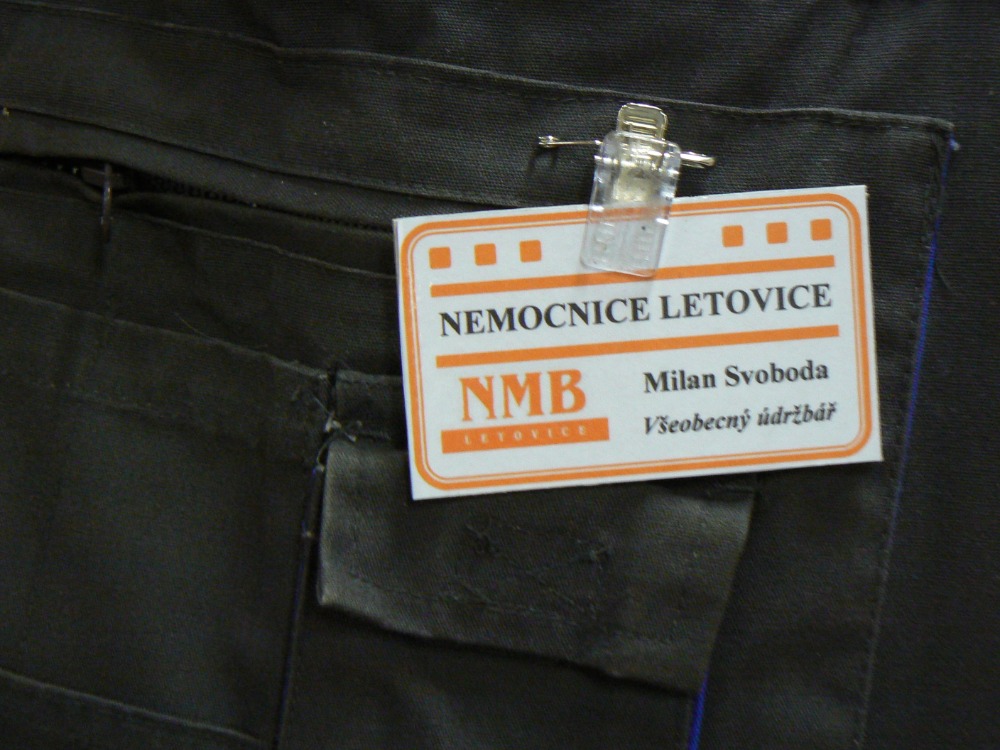 NEMOCNICE LETOVICE
NMB
LETOVICE
Milan Svoboda
Všeobecný údržbář